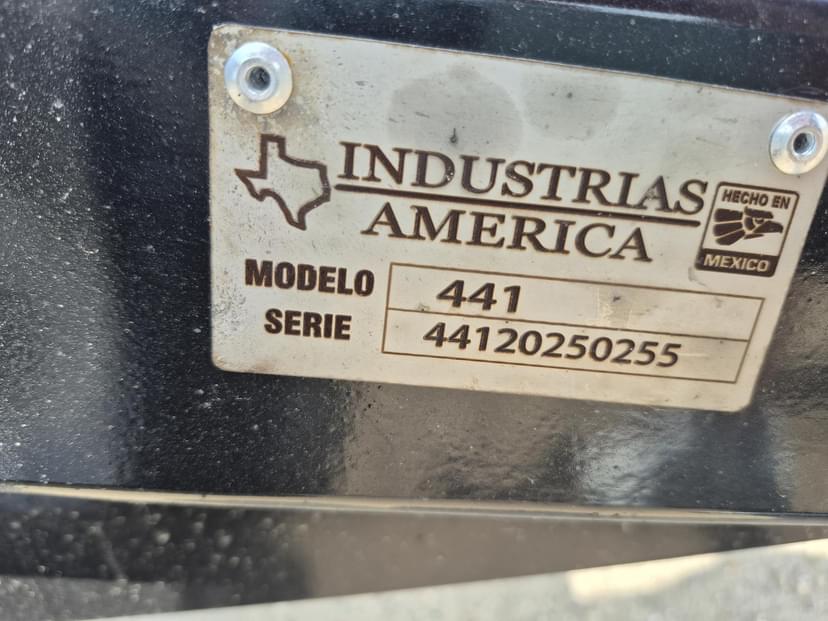 INDUSTRIAS
AMERICA
HECHO EN
MEXICO
MODELO 441
SERIE 44120250255